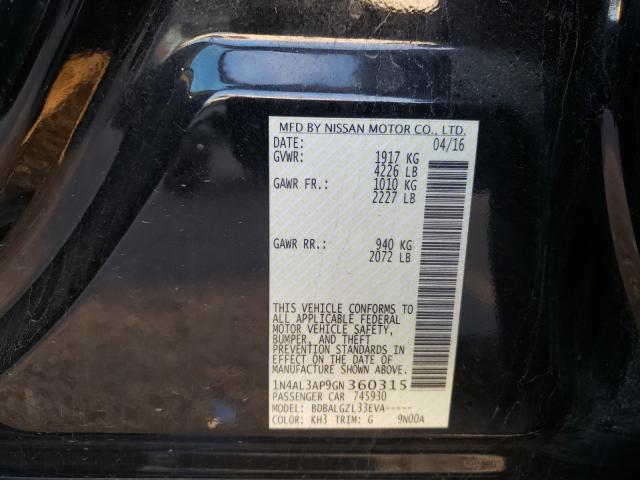 MFD BY NISSAN MOTOR CO., LTD.
DATE: 04/16
GVWR: 1917 KG
4226 LB
GAWR FR.: 1010 KG
2227 LB
GAWR RR.: 940 KG
2072 LB
THIS VEHICLE CONFORMS TO
ALL APPLICABLE FEDERAL
MOTOR VEHICLE SAFETY,
BUMPER, AND THEFT
PREVENTION STANDARDS IN
EFFECT ON THE DATE OF
MANUFACTURE SHOWN ABOVE.
1N4AL3AP9GN360315
PASSENGER CAR 745930
MODEL: BDBALGZL33EVA-----
COLOR: KH3 TRIM: G 9N00A